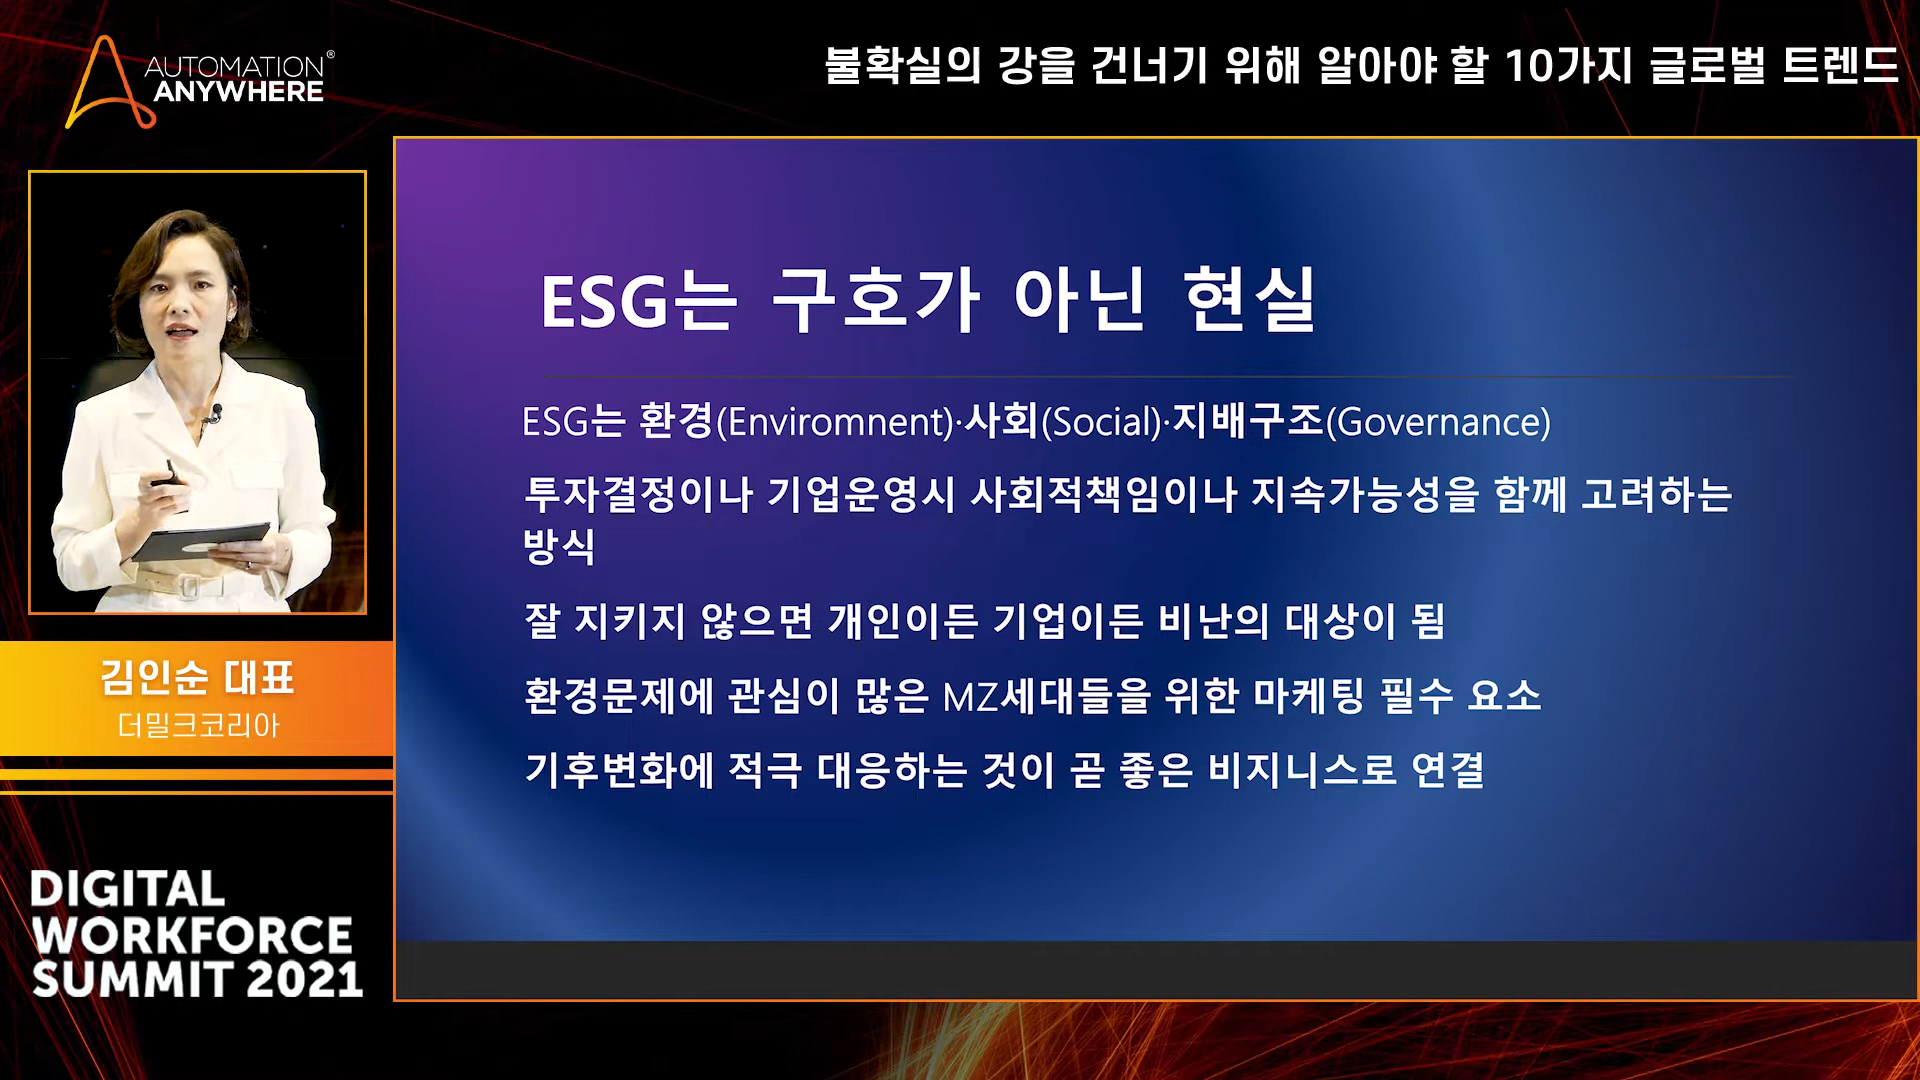 AUTOMATION®
ANYWHERE
불확실의 강을 건너기 위해 알아야 할 10가지 글로벌 트렌드
ESG는 구호가 아닌 현실
ESG는 환경(Enviromnent)·사회(Social)·지배구조(Governance)
투자결정이나 기업운영시 사회적책임이나 지속가능성을 함께 고려하는
방식
잘 지키지 않으면 개인이든 기업이든 비난의 대상이 됨
환경문제에 관심이 많은 MZ세대들을 위한 마케팅 필수 요소
기후변화에 적극 대응하는 것이 곧 좋은 비지니스로 연결
김인순 대표
더밀크코리아
DIGITAL
WORKFORCE
SUMMIT 2021